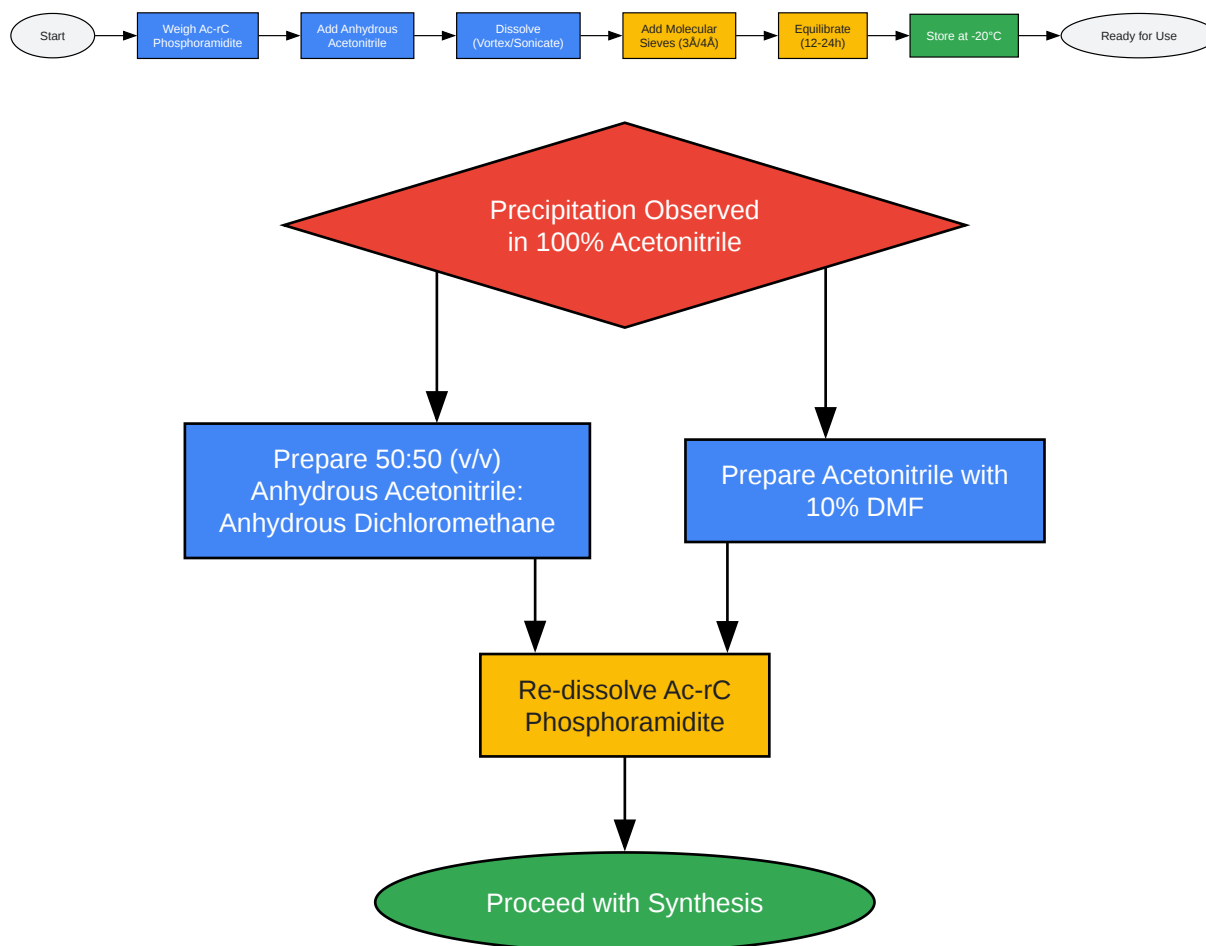 Start
Weigh Ac-rC
Phosphoramidite
Add Anhydrous
Acetonitrile
Dissolve
(Vortex/Sonicate)
Add Molecular
Sieves (3Å/4Å)
Equilibrate
(12-24h)
Store at -20°C
Ready for Use
Precipitation Observed
in 100% Acetonitrile
Prepare 50:50 (v/v)
Anhydrous Acetonitrile:
Anhydrous Dichloromethane
Prepare Acetonitrile with
10% DMF
Re-dissolve Ac-rC
Phosphoramidite
Proceed with Synthesis